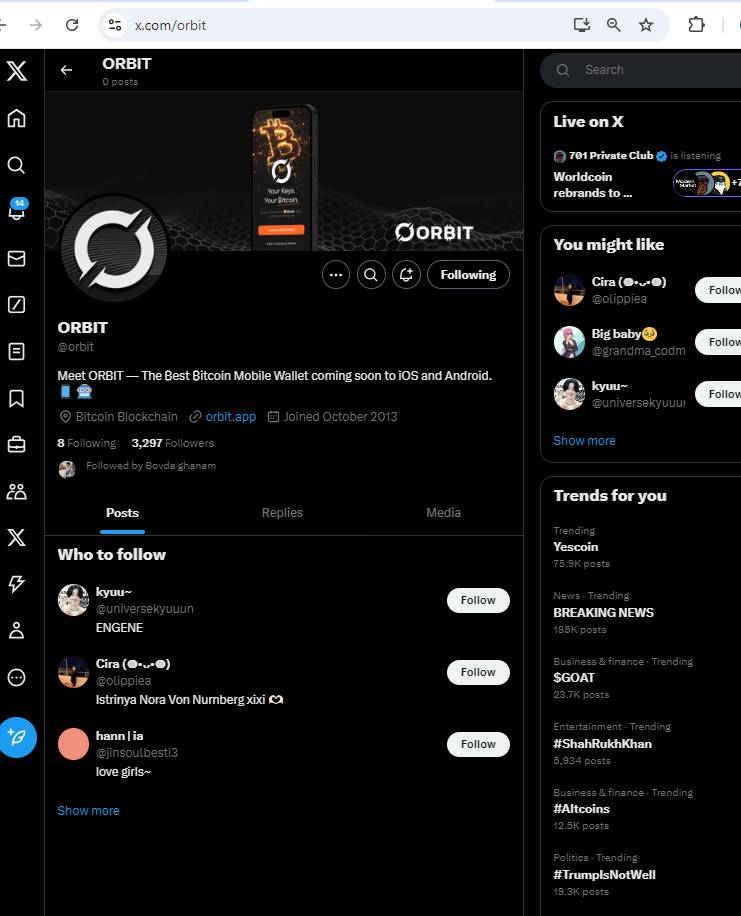 x.com/orbit
ORBIT
0 posts
Your Keys,
Your Bitcoin.
ORBIT
Following
ORBIT
@orbit
Meet ORBIT — The Best Bitcoin Mobile Wallet coming soon to iOS and Android.
Bitcoin Blockchain orbit.app Joined October 2013
8 Following 3,297 Followers
Followed by Bovda ghanam
Posts Replies Media
Who to follow
kyuu~
@universekyuuun
ENGENE
Follow
Cira (
@olippiea
Istrinya Nora Von Nurnberg xixi
Follow
hann | ia
@jinsoulbesti3
love girls~
Follow
Show more
14
Search
Live on X
701 Private Club is listening
Worldcoin
rebrands to ...
+7
You might like
Cira (
@olippiea
Follow
Big baby🥺
@grandma_codm
Follow
kyuu~
@universekyuuu
Follow
Show more
Trends for you
Trending
Yescoin
75.9K posts
News · Trending
BREAKING NEWS
185K posts
Business & finance · Trending
$GOAT
23.7K posts
Entertainment · Trending
#ShahRukhKhan
5,934 posts
Business & finance · Trending
#Altcoins
12.5K posts
Politics · Trending
#TrumpIsNotWell
19.3K posts